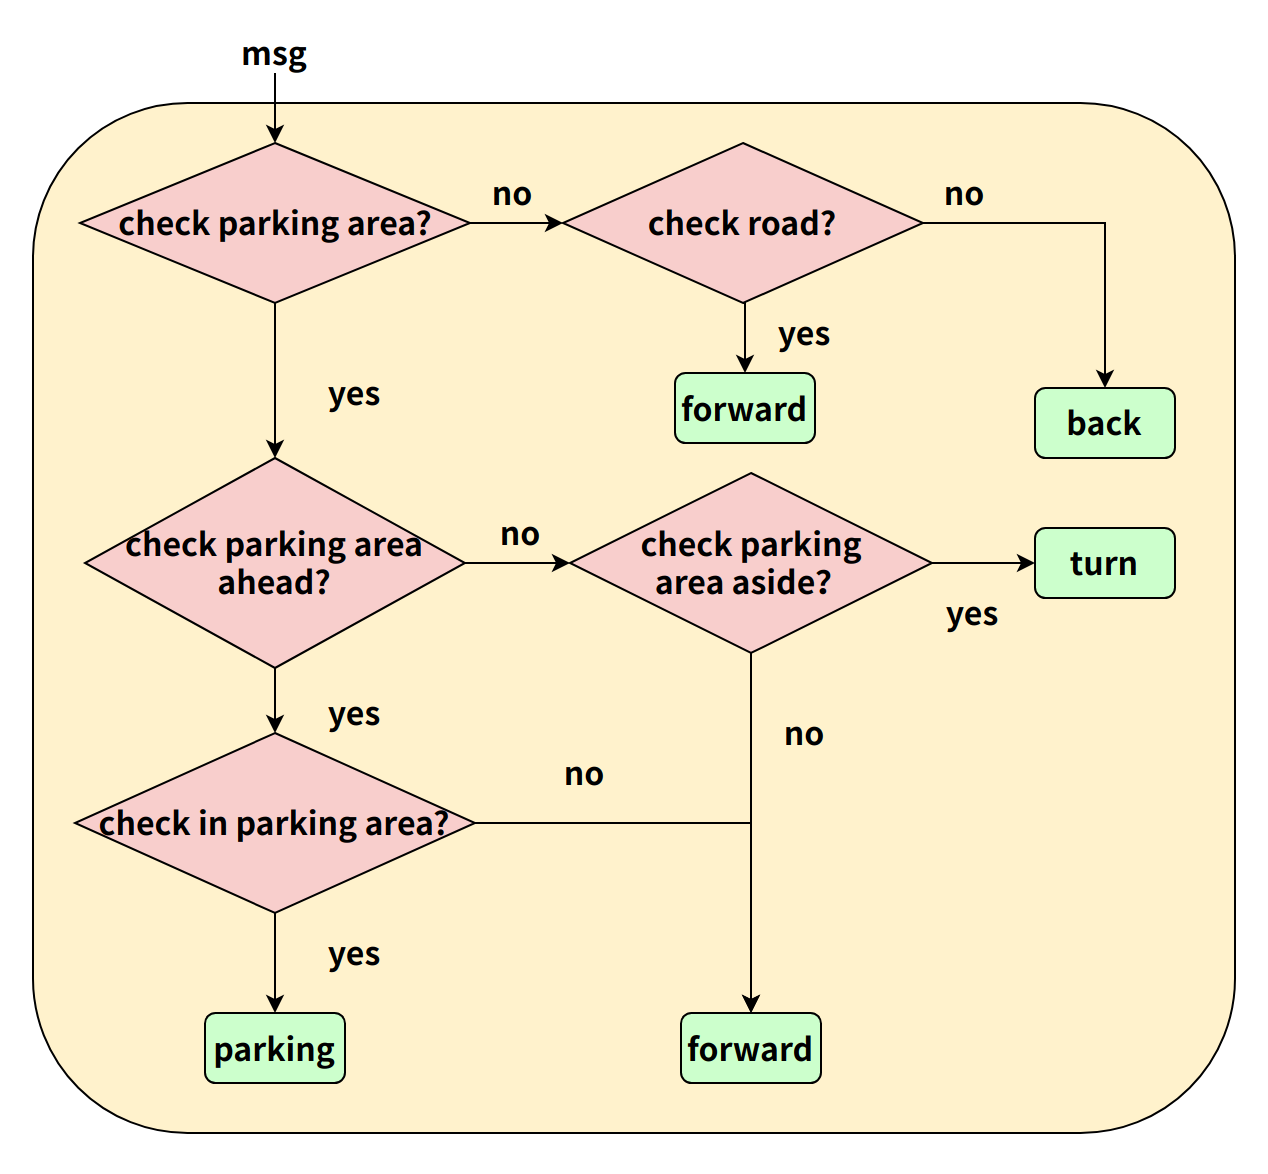 msg
check parking area?
no
check road?
no
yes
forward
yes
back
check parking area
ahead?
no
check parking
area aside?
turn
yes
yes
no
no
check in parking area?
yes
parking
forward